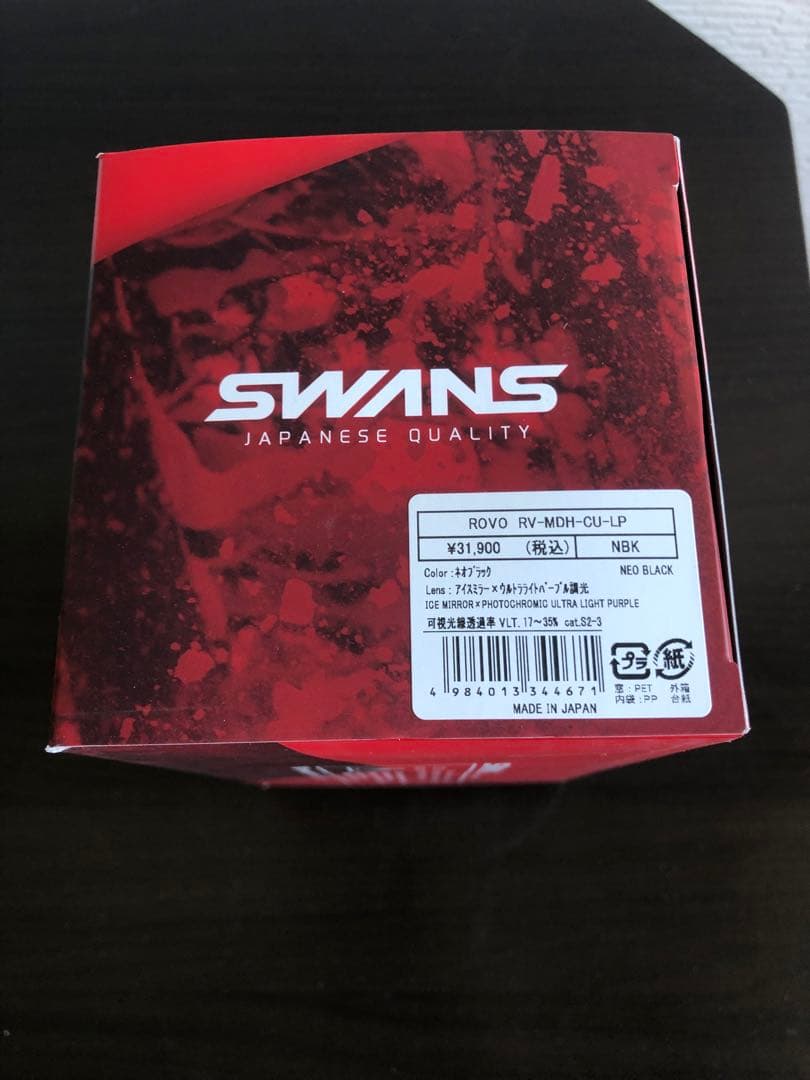 SWANS
JAPANESE QUALITY
ROVO RV-MDH-CU-LP
¥31,900 (税込) NBK
Color : ネオブラック NEO BLACK
Lens : アイスミラー×ウルトラライトパープル調光
ICE MIRROR×PHOTOCHROMIC ULTRA LIGHT PURPLE
可視光線透過率 VLT. 17〜35% cat.S2-3
プラ 紙
4 984013 344671
窓 : PET 外箱
内袋 : PP 台紙
MADE IN JAPAN